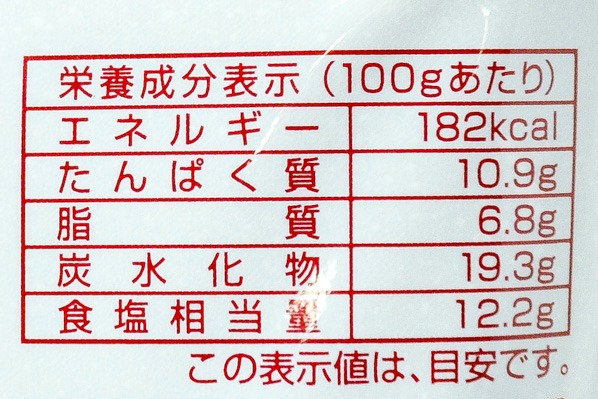 栄養成分表示（100gあたり）
エネルギー 182kcal
たんぱく質 10.9g
脂質 6.8g
炭水化物 19.3g
食塩相当量 12.2g
この表示値は、目安です。